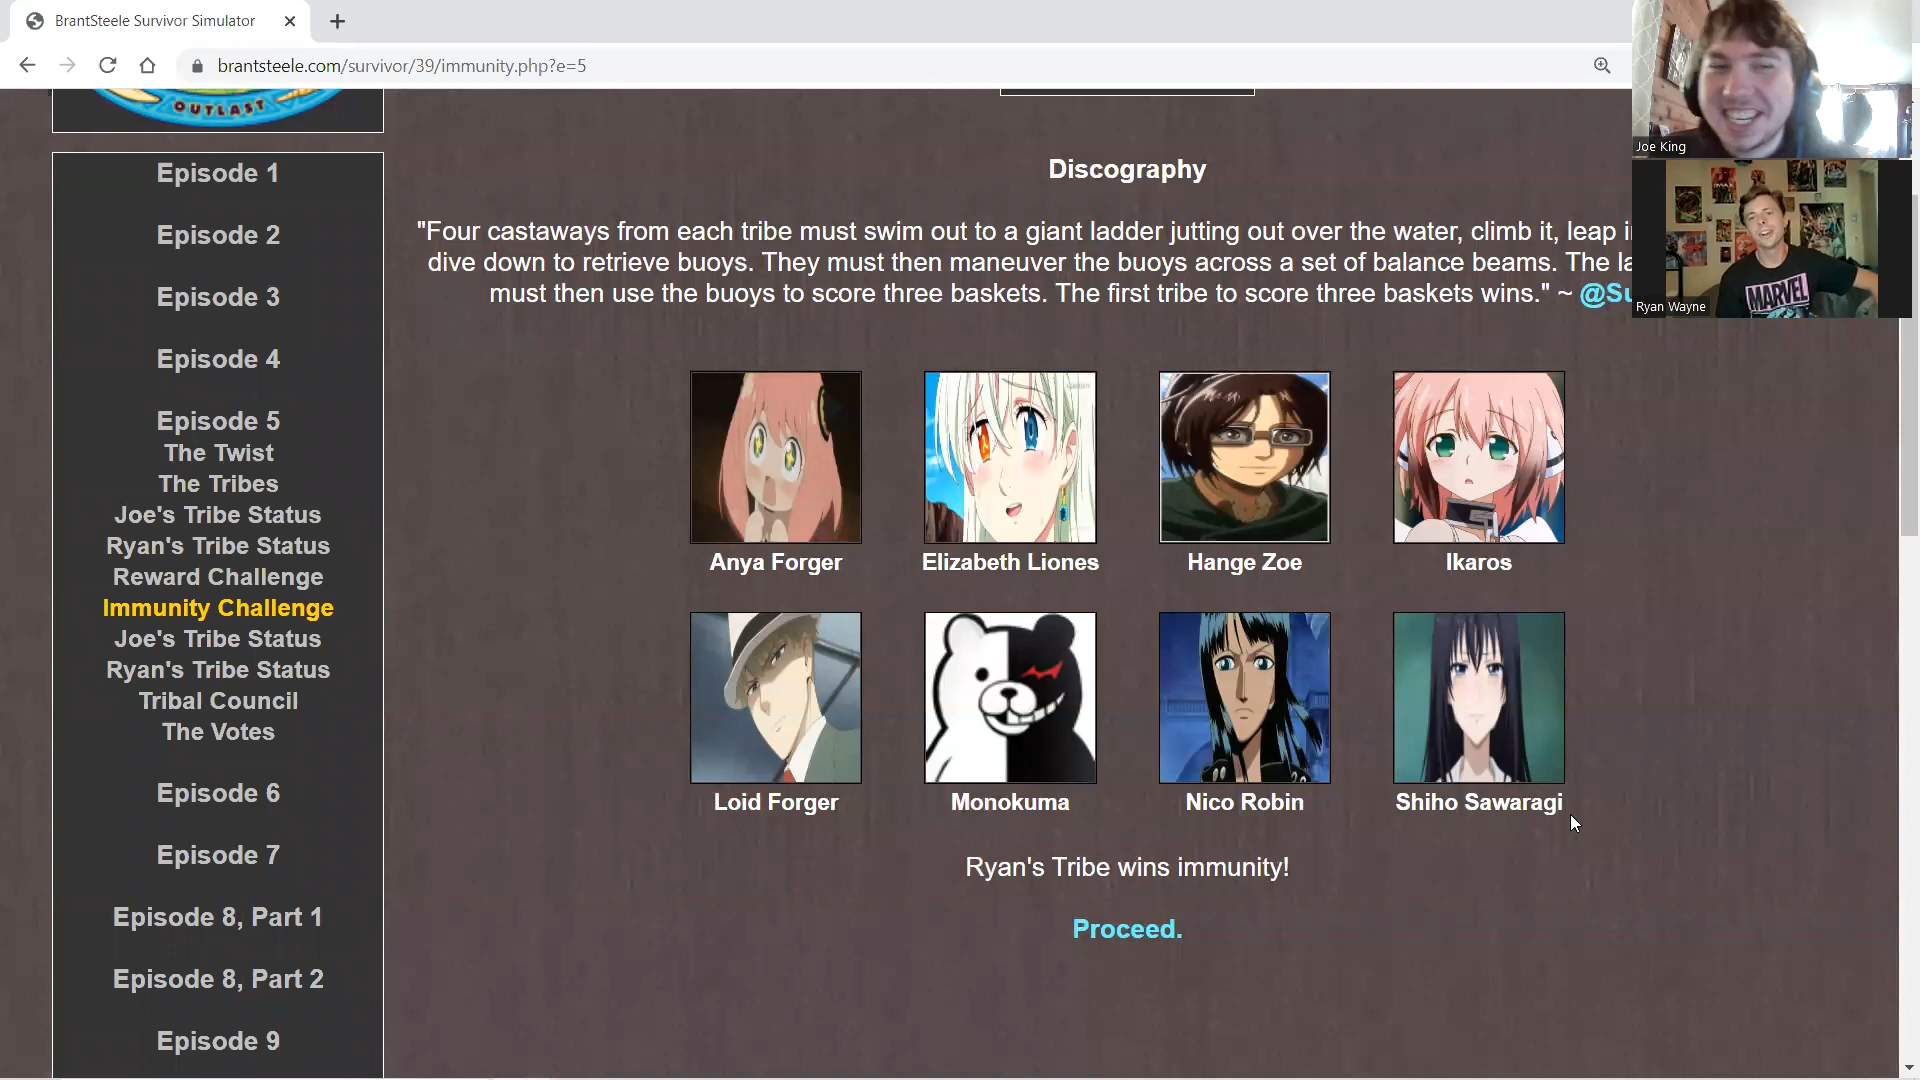 BrantSteele Survivor Simulator
brantsteele.com/survivor/39/immunity.php?e=5
OUTLAST
Joe King
Ryan Wayne
MARVEL
Episode 1
Episode 2
Episode 3
Episode 4
Episode 5
The Twist
The Tribes
Joe's Tribe Status
Ryan's Tribe Status
Reward Challenge
Immunity Challenge
Joe's Tribe Status
Ryan's Tribe Status
Tribal Council
The Votes
Episode 6
Episode 7
Episode 8, Part 1
Episode 8, Part 2
Episode 9
Discography
"Four castaways from each tribe must swim out to a giant ladder jutting out over the water, climb it, leap
dive down to retrieve buoys. They must then maneuver the buoys across a set of balance beams. The
must then use the buoys to score three baskets. The first tribe to score three baskets wins." ~
Anya Forger
Elizabeth Liones
Hange Zoe
Ikaros
Loid Forger
Monokuma
Nico Robin
Shiho Sawaragi
Ryan's Tribe wins immunity!
Proceed.